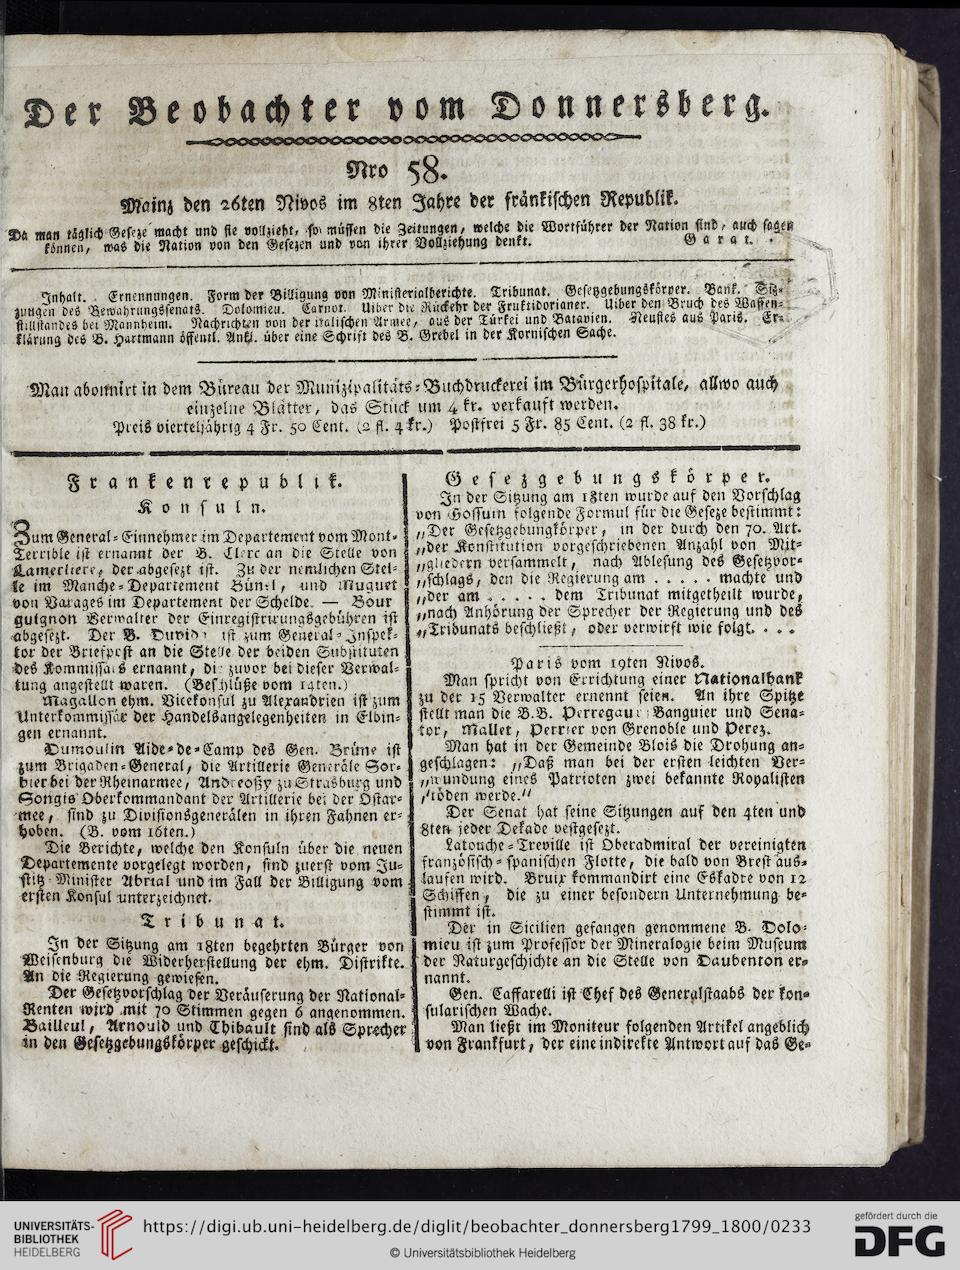 Der Beobachter vom Donnersberg.
Nro 58.
Mainz den 26ten Nivos im 8ten Jahre der fränkischen Republik.
Da man täglich Geseze macht und sie vollzieht, so müssen die Zeitungen, welche die Wortführer der Nation sind, auch sagen
können, was die Nation von den Gesezen und von ihrer Vollziehung denkt. Garat.
Inhalt. Ernennungen. Form der Billigung von Ministerialberichte. Tribunat. Gesetzgebungskörper. Bank. Sitz-
zungen des Bewahrungssenats. Dolomieu. Carnot. Uiber die Rückehr der Fruktidorianer. Uiber den Bruch des Waffen-
stillstandes bei Mannheim. Nachrichten von der italischen Armee, aus der Türkei und Batavien. Neustes aus Paris. Er-
klärung des B. Hartmann öffentl. Ankl. über eine Schrift des B. Grebel in der Kornischen Sache.
Man abonnirt in dem Büreau der Munizipalitäts-Buchdruckerei im Bürgerhospitale, allwo auch
einzelne Blätter, das Stück um 4 kr. verkauft werden.
Preis vierteljährig 4 Fr. 50 Cent. (2 fl. 4 kr.) Postfrei 5 Fr. 85 Cent. (2 fl. 38 kr.)
Frankenrepublik.
Konsuln.
Zum General-Einnehmer im Departement vom Mont-
Terrible ist ernannt der B. Clerc an die Stelle von
Lamerliere, der abgesezt ist. Zu der nemlichen Stel-
le im Manche-Departement Bünel, und Muguet
von Varages im Departement der Schelde. — Bour
guignon Verwalter der Einregistrirungsgebühren ist
abgesezt. Der B. ist zum General-Inspek-
tor der Briefpost an die Stelle der beiden Substituten
des Kommissärs ernannt, die zuvor bei dieser Verwal-
tung angestellt waren. (Beschlüße vom 14ten.)
Magallon ehm. Vicekonsul zu Alexandrien ist zum
Unterkommissär der Handelsangelegenheiten in Elbin-
gen ernannt.
Dumoulin Aide-de-Camp des Gen. Brüne ist
zum Brigaden-General, die Artillerie Generäle Sor-
bier bei der Rheinarmee, Andreoßy zu Strasburg und
Songis Oberkommandant der Artillerie bei der Ostar-
mee, sind zu Divisionsgenerälen in ihren Fahnen er-
hoben. (B. vom 16ten.)
Die Berichte, welche den Konsuln über die neuen
Departemente vorgelegt worden, sind zuerst vom Ju-
stitz-Minister Abrial und im Fall der Billigung vom
ersten Konsul unterzeichnet.
Tribunat.
In der Sitzung am 18ten begehrten Bürger von
Weisenburg die Widerherstellung der ehm. Distrikte.
An die Regierung gewiesen.
Der Gesetzvorschlag der Veräuserung der National-
Renten wird mit 70 Stimmen gegen 6 angenommen.
Bailleul, Arnould und Thibault sind als Sprecher
in den Gesetzgebungskörper geschickt.
Gesezgebungskörper.
In der Sitzung am 18ten wurde auf den Vorschlag
von Hossum folgende Formul für die Geseze bestimmt:
„Der Gesetzgebungkörper, in der durch den 70. Art.
„der Konstitution vorgeschriebenen Anzahl von Mit-
„gliedern versammelt, nach Ablesung des Gesetzvor-
„schlags, den die Regierung am ..... machte und
„der am ..... dem Tribunat mitgetheilt wurde,
„nach Anhörung der Sprecher der Regierung und des
„Tribunats beschließt, oder verwirft wie folgt....
Paris vom 19ten Nivos.
Man spricht von Errichtung einer Nationalbank
zu der 15 Verwalter ernennt seien. An ihre Spitze
stellt man die B.B. Perregaur Banguier und Sena-
tor, Mallet, Perrier von Grenoble und Perez.
Man hat in der Gemeinde Blois die Drohung an-
geschlagen: „Daß man bei der ersten leichten Ver-
„wundung eines Patrioten zwei bekannte Royalisten
„töden werde.“
Der Senat hat seine Sitzungen auf den 4ten und
8ten jeder Dekade vestgesezt.
Latouche-Treville ist Oberadmiral der vereinigten
französisch-spanischen Flotte, die bald von Brest aus-
laufen wird. Bruix kommandirt eine Eskadre von 12
Schiffen, die zu einer besondern Unternehmung be-
stimmt ist.
Der in Sicilien gefangen genommene B. Dolo-
mieu ist zum Professor der Mineralogie beim Museum
der Naturgeschichte an die Stelle von Daubenton er-
nannt.
Gen. Caffarelli ist Chef des Generalstaabs der kon-
sularischen Wache.
Man ließt im Moniteur folgenden Artikel angeblich
von Frankfurt, der eine indirekte Antwort auf das Ge-
UNIVERSITÄTS-
BIBLIOTHEK
HEIDELBERG
https://digi.ub.uni-heidelberg.de/diglit/beobachter_donnersberg1799_1800/0233
© Universitätsbibliothek Heidelberg
gefördert durch die
DFG